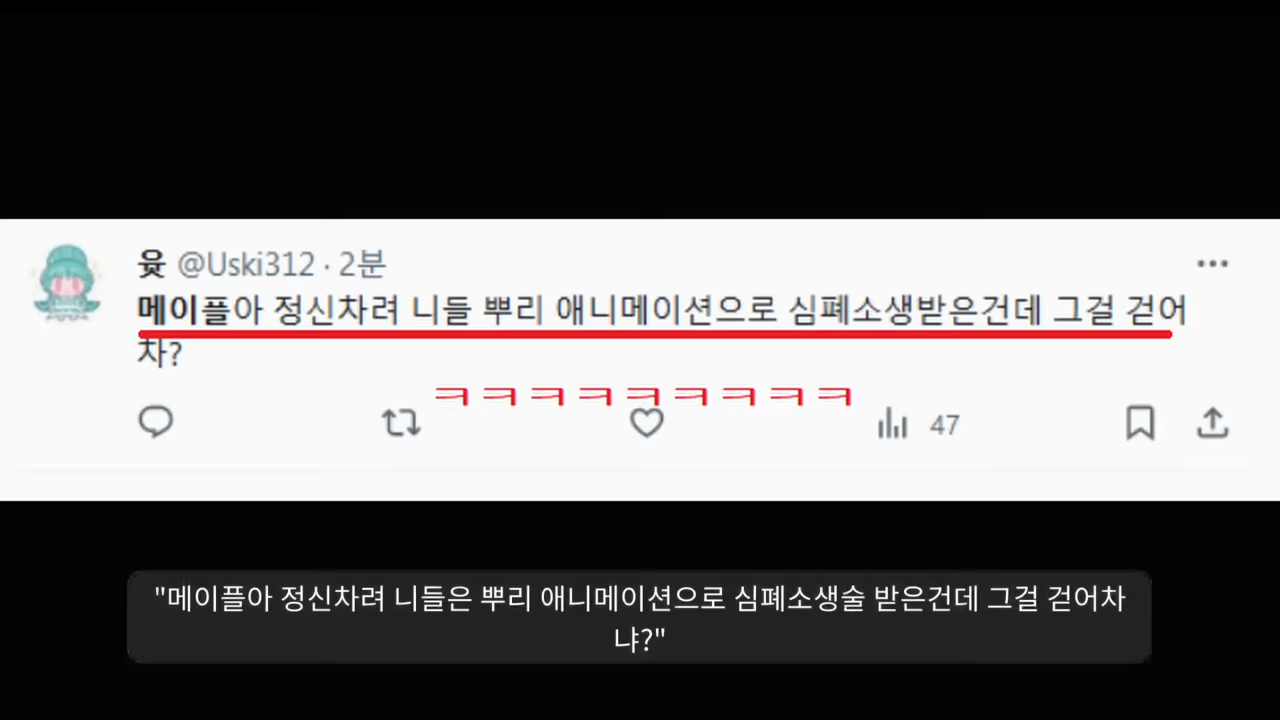 윶 @Uski312 · 2분
메이플아 정신차려 니들 뿌리 애니메이션으로 심폐소생받은건데 그걸 걷어
차?
ㅋㅋㅋㅋㅋㅋㅋㅋㅋ
47
"메이플아 정신차려 니들은 뿌리 애니메이션으로 심폐소생술 받은건데 그걸 걷어차
냐?"